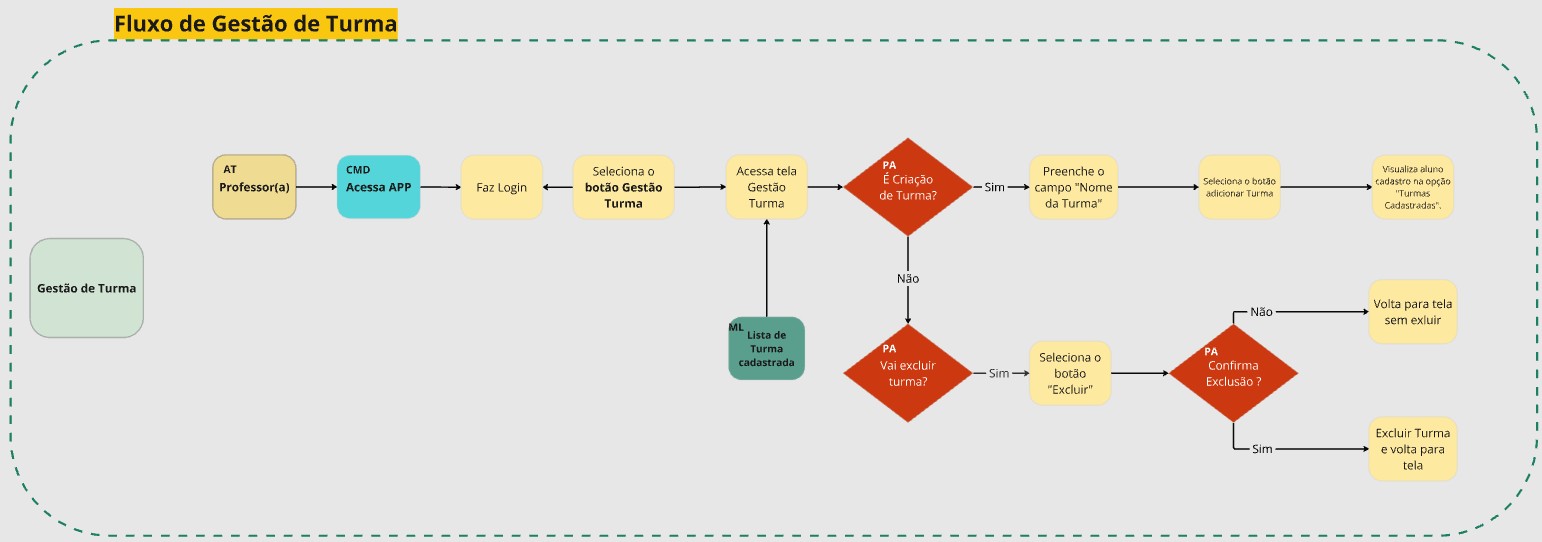 Fluxo de Gestão de Turma
Gestão de Turma
AT
Professor(a)
CMD
Acessa APP
Faz Login
Seleciona o
botão Gestão
Turma
Acessa tela
Gestão
Turma
ML
Lista de
Turma
cadastrada
PA
É Criação
de Turma?
Sim
Preenche o
campo "Nome
da Turma"
Seleciona o botão
adicionar Turma
Visualiza aluno
cadastro na opção
"Turmas
Cadastradas".
Não
PA
Vai excluir
turma?
Sim
Seleciona o
botão
"Excluir"
PA
Confirma
Exclusão ?
Não
Volta para tela
sem exluir
Sim
Excluir Turma
e volta para
tela